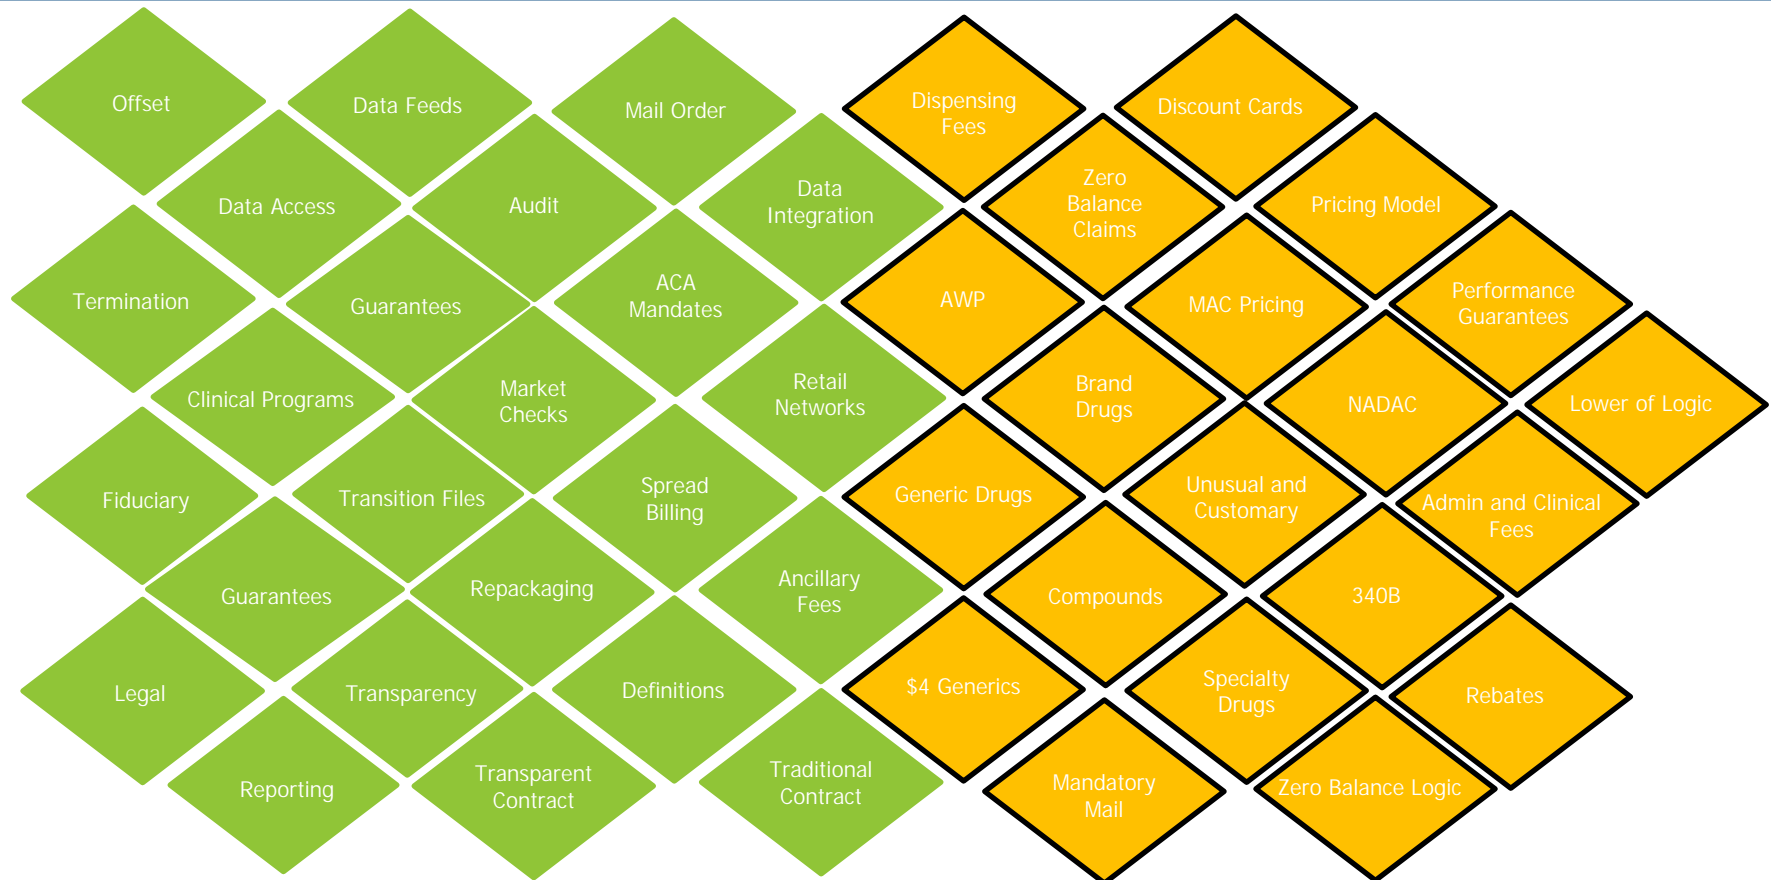 Offset
Data Feeds
Mail Order
Dispensing
Fees
Discount Cards
Data Access
Audit
Data
Integration
Zero
Balance
Claims
Pricing Model
Termination
Guarantees
ACA
Mandates
AWP
MAC Pricing
Performance
Guarantees
Clinical Programs
Market
Checks
Retail
Networks
Brand
Drugs
NADAC
Lower of Logic
Fiduciary
Transition Files
Spread
Billing
Generic Drugs
Unusual and
Customary
Admin and Clinical
Fees
Guarantees
Repackaging
Ancillary
Fees
Compounds
340B
Legal
Transparency
Definitions
$4 Generics
Specialty
Drugs
Rebates
Reporting
Transparent
Contract
Traditional
Contract
Mandatory
Mail
Zero Balance Logic